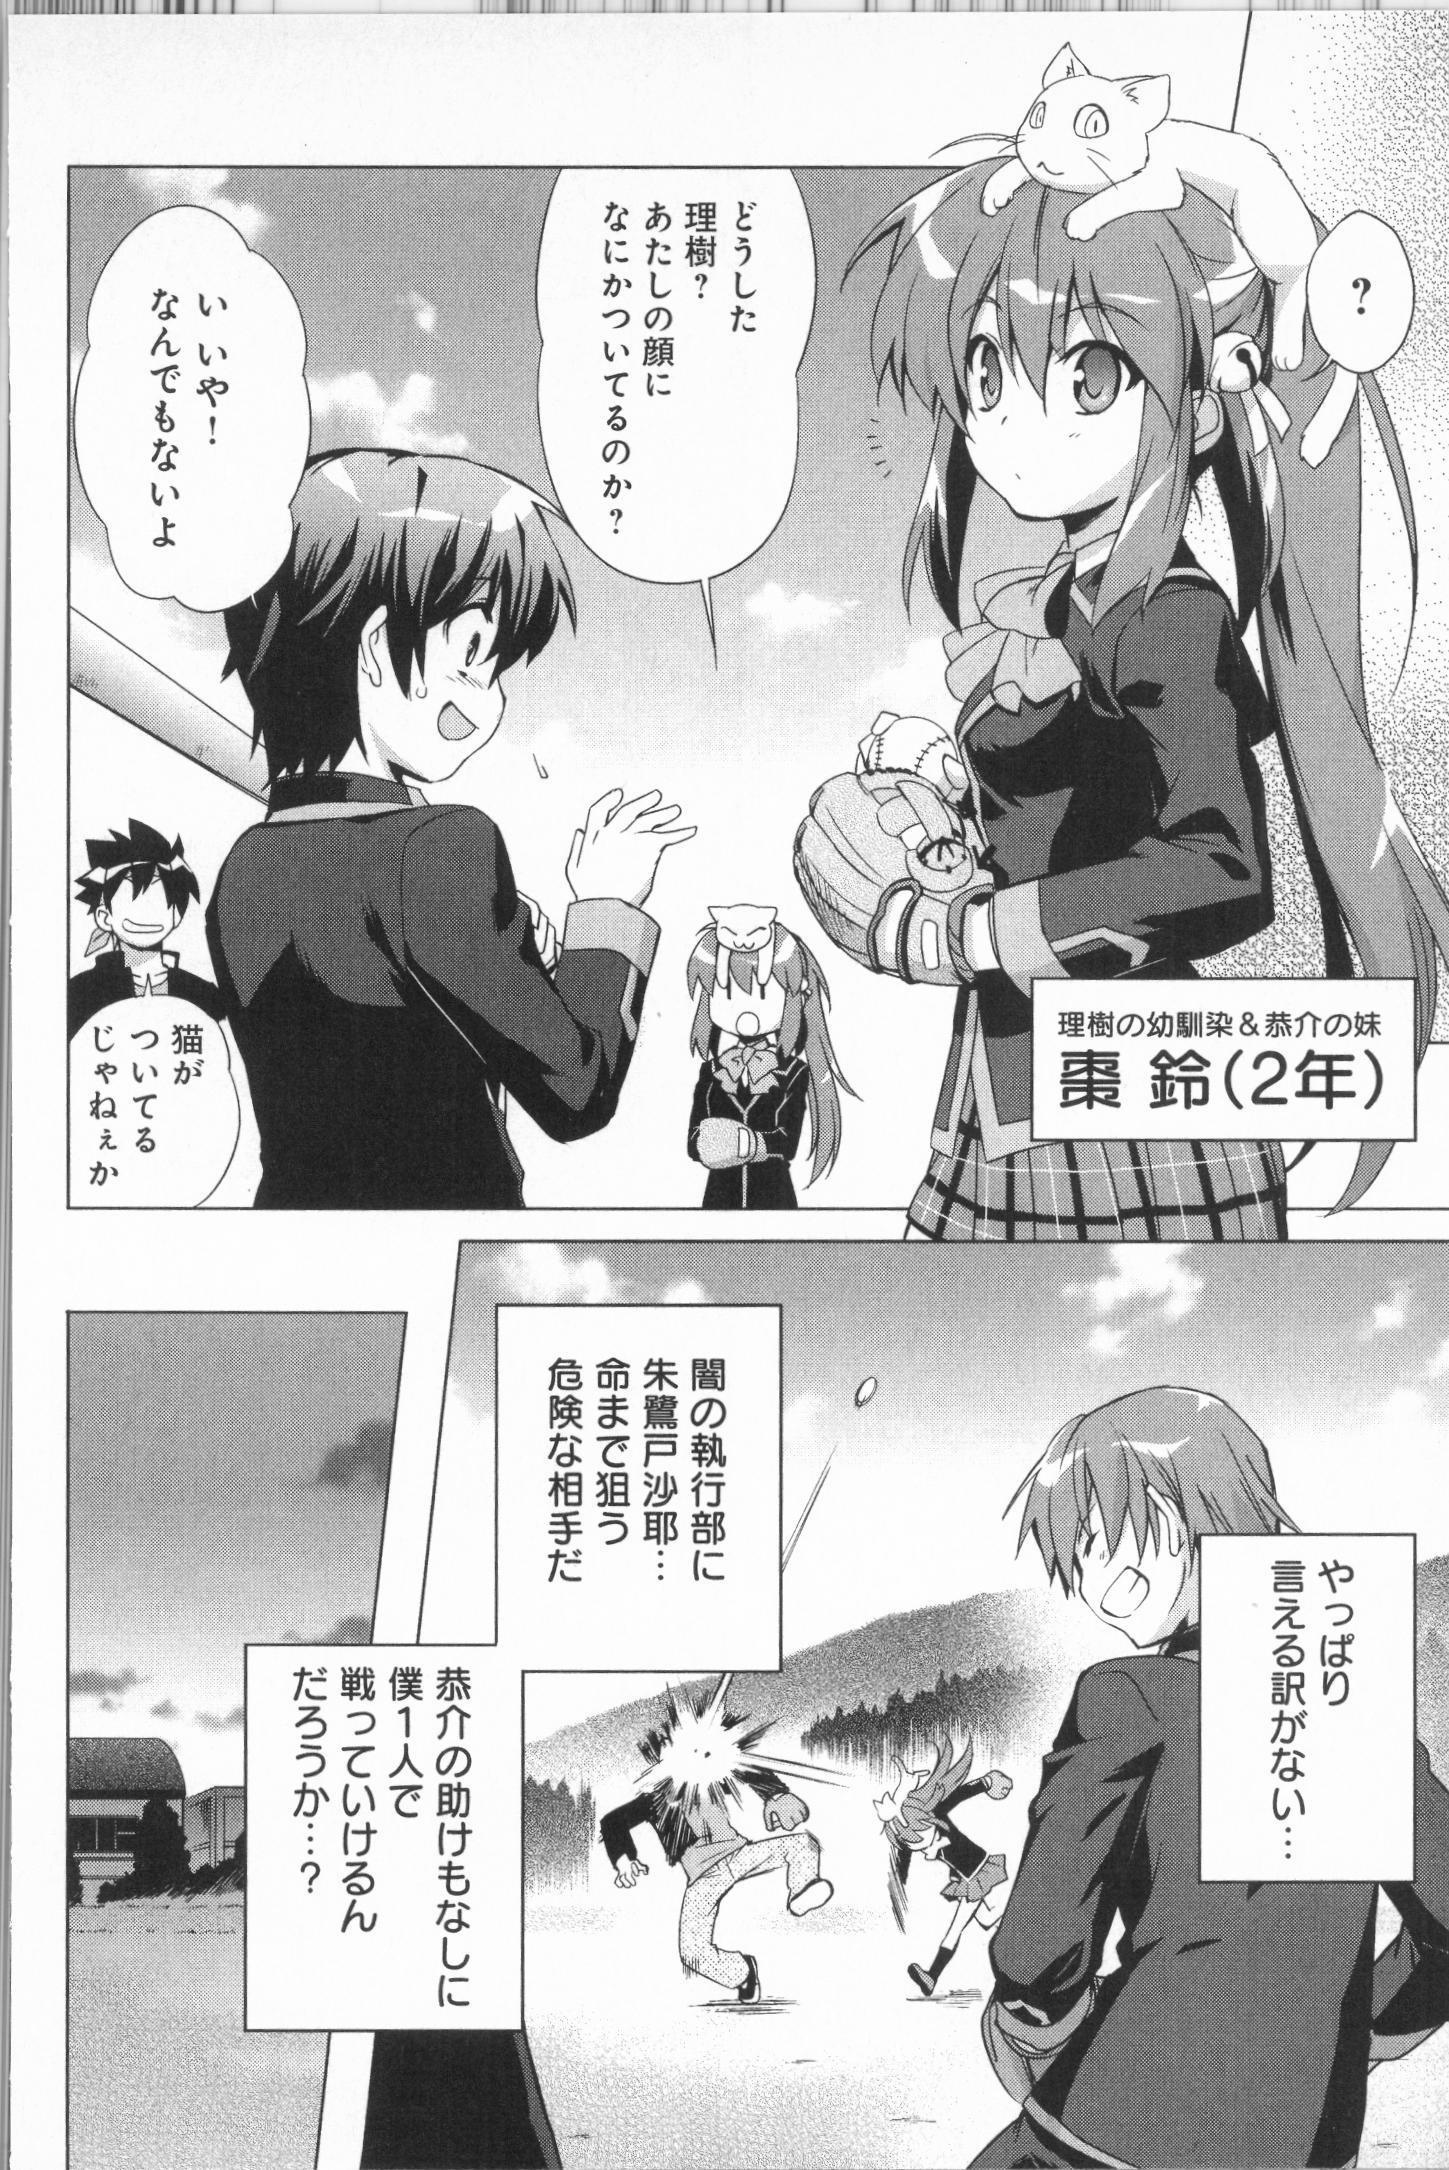 ?
どうした
理樹?
あたしの顔に
なにかついてるのか?
いいや!
なんでもないよ
猫が
ついてる
じゃねぇか
理樹の幼馴染&恭介の妹
棗 鈴(2年)
やっぱり
言える訳がない…
闇の執行部に
朱鷺戸沙耶…
命まで狙う
危険な相手だ
恭介の助けもなしに
僕1人で
戦っていけるん
だろうか…?